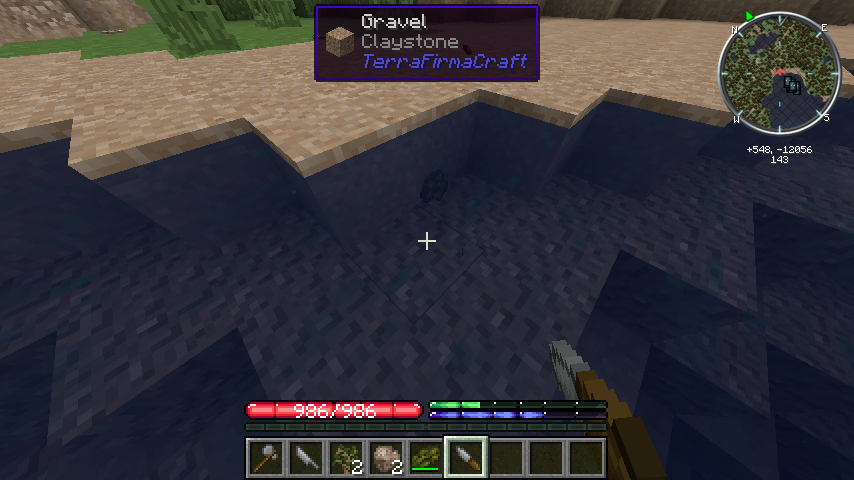 Gravel
Claystone
TerraFirmaCraft
N
E
W
S
+548, -12056
143
986/986
2
2